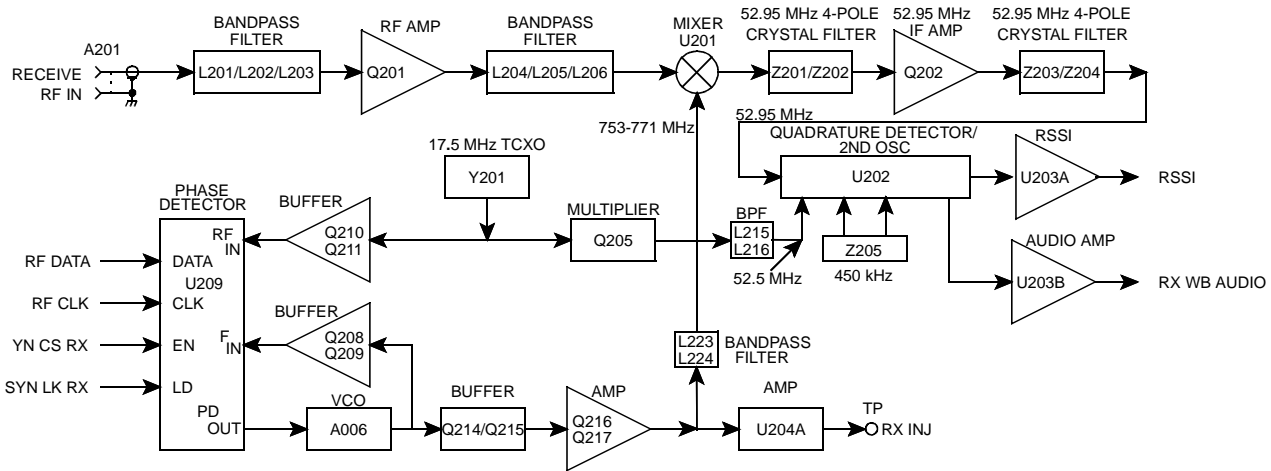 BANDPASS
FILTER
RF AMP
BANDPASS
FILTER
MIXER
U201
52.95 MHz 4-POLE
CRYSTAL FILTER
52.95 MHz
IF AMP
52.95 MHz 4-POLE
CRYSTAL FILTER
A201
RECEIVE
RF IN
L201/L202/L203
Q201
L204/L205/L206
Z201/Z202
Q202
Z203/Z204
753-771 MHz
52.95 MHz
QUADRATURE DETECTOR/
2ND OSC
U202
RSSI
U203A
RSSI
17.5 MHz TCXO
Y201
PHASE
DETECTOR
BUFFER
Q210
Q211
MULTIPLIER
Q205
BPF
L215
L216
52.5 MHz
Z205
450 kHz
AUDIO AMP
U203B
RX WB AUDIO
RF
IN
RF DATA
DATA
U209
RF CLK
CLK
BUFFER
Q208
Q209
F
IN
YN CS RX
EN
SYN LK RX
LD
L223
L224
BANDPASS
FILTER
PD
OUT
VCO
A006
BUFFER
Q214/Q215
AMP
Q216
Q217
AMP
U204A
TP
RX INJ